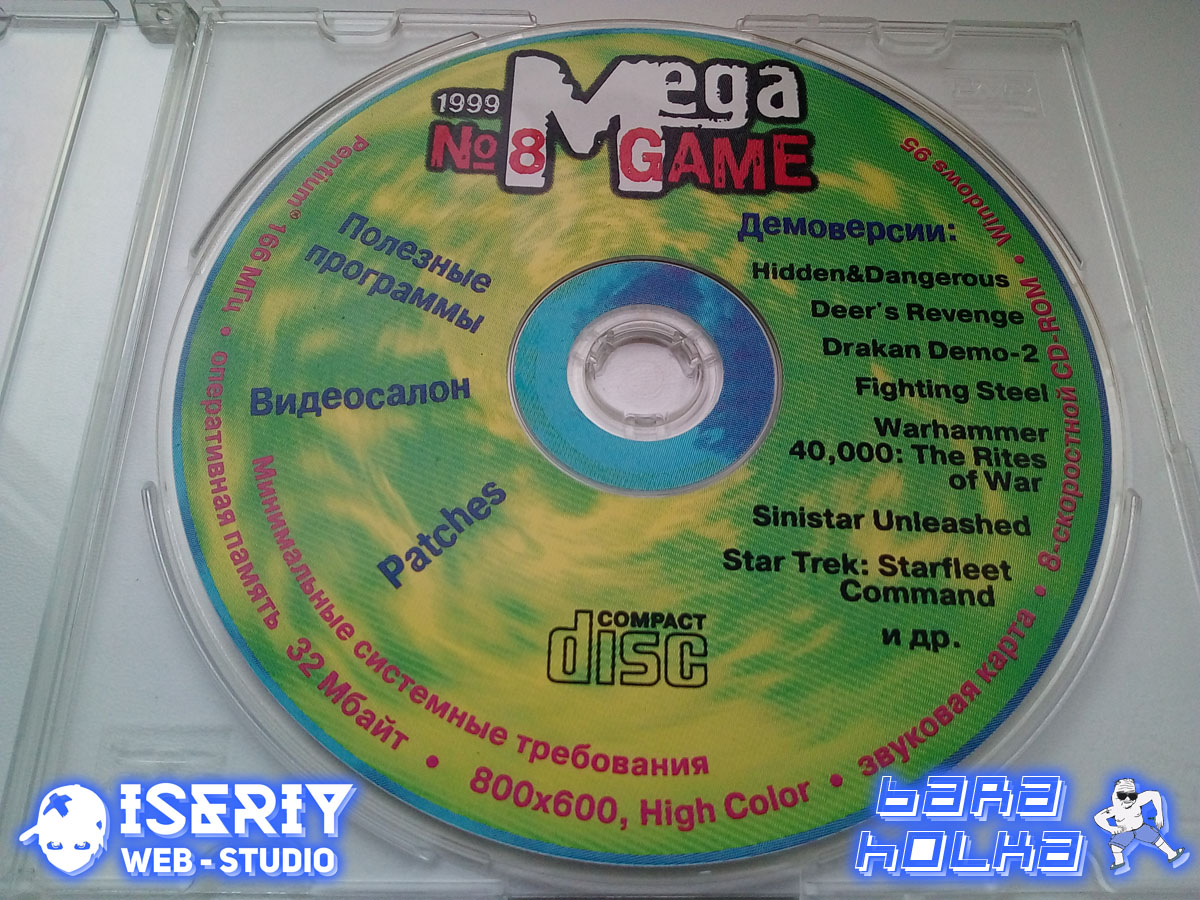 1999
Mega
№8 GAME
Полезные
программы
Видеосалон
Patches
Демоверсии:
Hidden&Dangerous
Deer's Revenge
Drakan Demo-2
Fighting Steel
Warhammer
40,000: The Rites
of War
Sinistar Unleashed
Star Trek: Starfleet
Command
и др.
COMPACT
disc
Минимальные системные требования
Pentium® 166 МГц • оперативная память 32 Мбайт • 800x600, High Color • звуковая карта • 8-скоростной CD-ROM • Windows 95
ISERIY
WEB - STUDIO
bara
holka